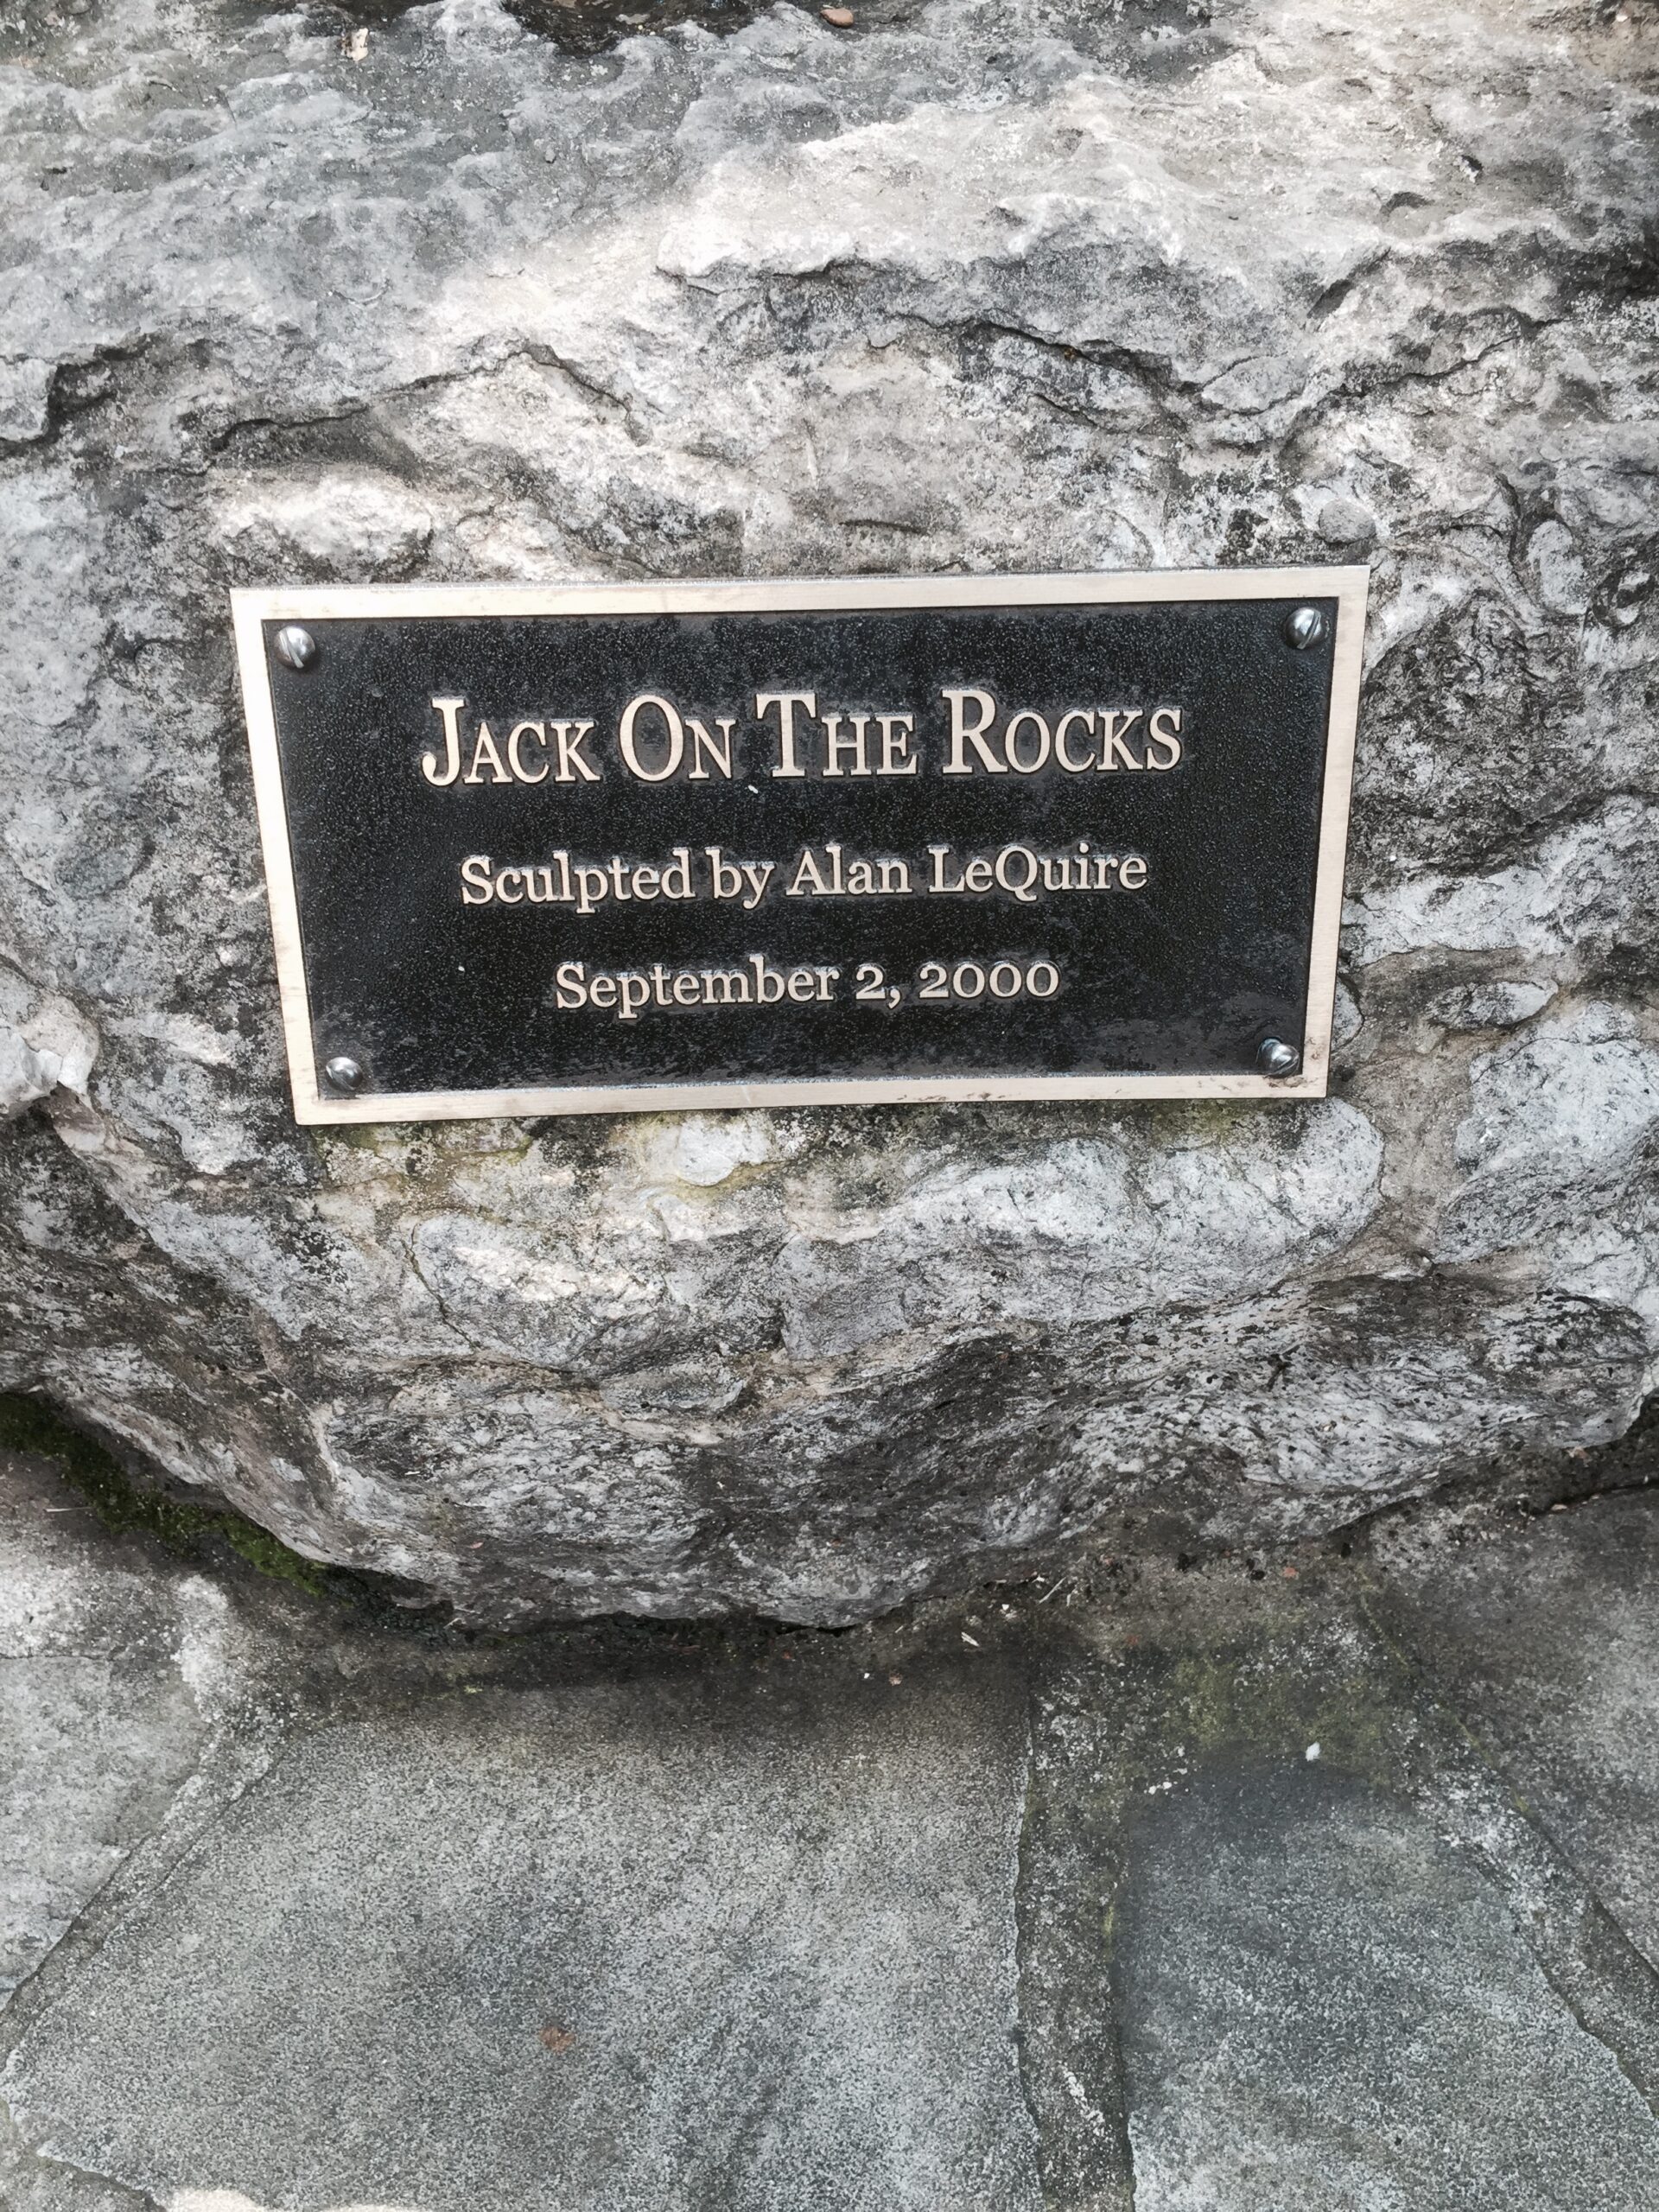 Jack On The Rocks
Sculpted by Alan LeQuire
September 2, 2000